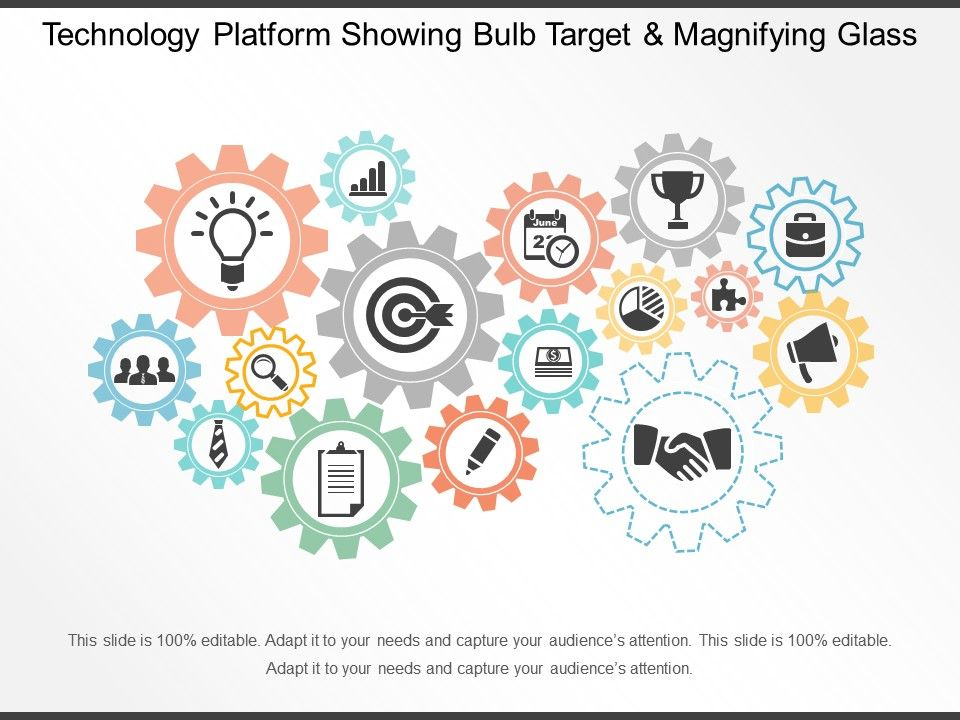 Technology Platform Showing Bulb Target & Magnifying Glass
June
23
$
This slide is 100% editable. Adapt it to your needs and capture your audience's attention. This slide is 100% editable.
Adapt it to your needs and capture your audience's attention.